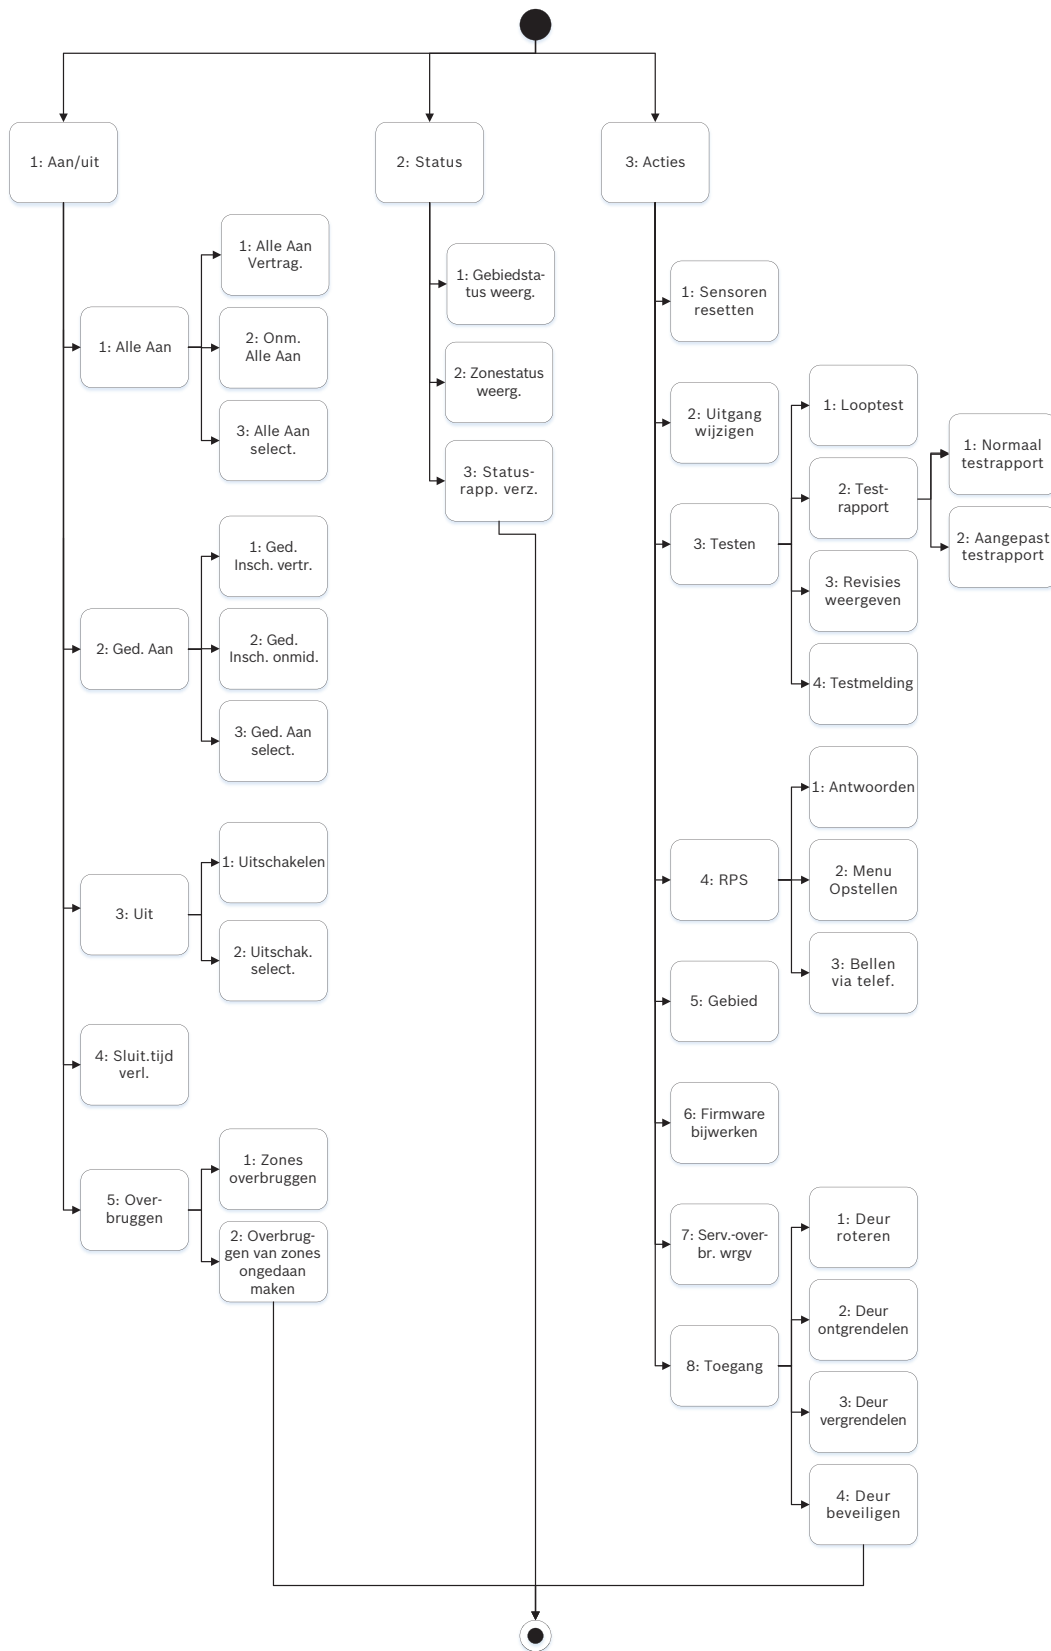 1: Aan/uit
1: Alle Aan
1: Alle Aan
Vertrag.
2: Onm.
Alle Aan
3: Alle Aan
select.
2: Ged. Aan
1: Ged.
Insch. vertr.
2: Ged.
Insch. onmid.
3: Ged. Aan
select.
3: Uit
1: Uitschakelen
2: Uitschak.
select.
4: Sluit.tijd
verl.
5: Over-
bruggen
1: Zones
overbruggen
2: Overbrug-
gen van zones
ongedaan
maken
2: Status
1: Gebiedsta-
tus weerg.
2: Zonestatus
weerg.
3: Status-
rapp. verz.
3: Acties
1: Sensoren
resetten
2: Uitgang
wijzigen
3: Testen
1: Looptest
2: Test-
rapport
1: Normaal
testrapport
2: Aangepast
testrapport
3: Revisies
weergeven
4: Testmelding
4: RPS
1: Antwoorden
2: Menu
Opstellen
3: Bellen
via telef.
5: Gebied
6: Firmware
bijwerken
7: Serv.-over-
br. wrgv
8: Toegang
1: Deur
roteren
2: Deur
ontgrendelen
3: Deur
vergrendelen
4: Deur
beveiligen